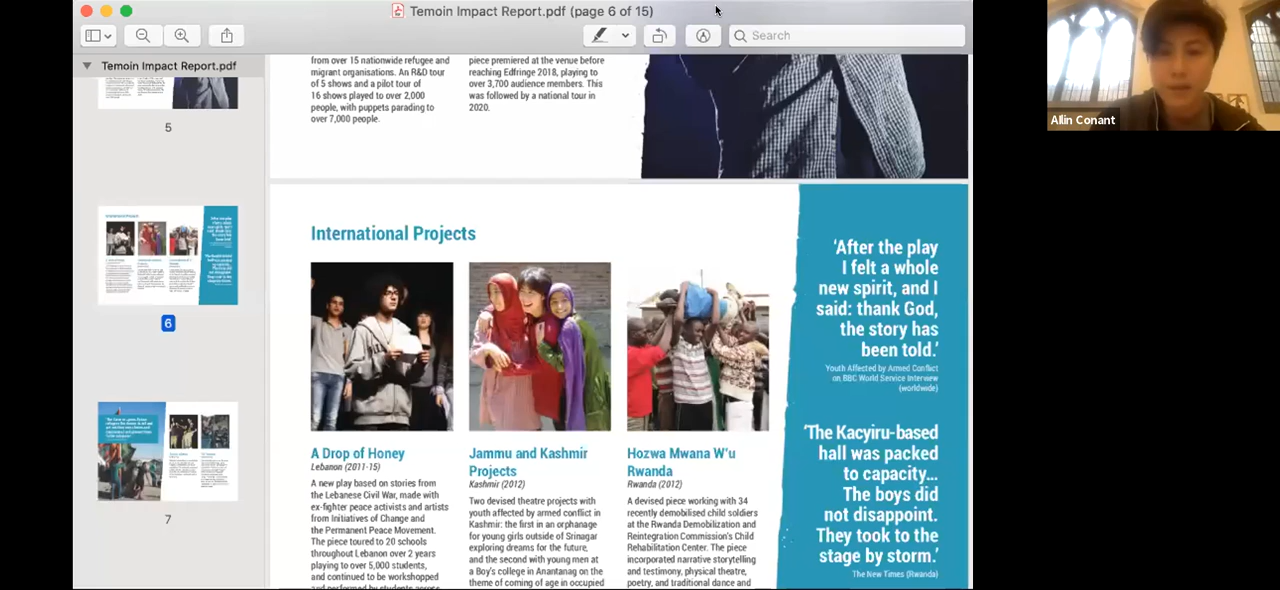 Temoin Impact Report.pdf (page 6 of 15)
Search
Temoin Impact Report.pdf
5
6
7
from over 15 nationwide refugee and
migrant organisations. An R&D tour
of 5 shows and a pilot tour of
16 shows played to over 2,000
people, with puppets parading to
over 7,000 people.
piece premiered at the venue before
reaching Edfringe 2018, playing to
over 3,700 audience members. This
was followed by a national tour in
2020.
International Projects
A Drop of Honey
Lebanon (2011-15)
A new play based on stories from
the Lebanese Civil War, made with
ex-fighter peace activists and artists
from Initiatives of Change and
the Permanent Peace Movement.
The piece toured to 20 schools
throughout Lebanon over 2 years
playing to over 5,000 students,
and continued to be workshopped
and performed by students across
Jammu and Kashmir
Projects
Kashmir (2012)
Two devised theatre projects with
youth affected by armed conflict in
Kashmir: the first in an orphanage
for young girls outside of Srinagar
exploring dreams for the future,
and the second with young men at
a Boy's college in Anantanag on the
theme of coming of age in occupied
Hozwa Mwana W'u
Rwanda
Rwanda (2012)
A devised piece working with 34
recently demobilised child soldiers
at the Rwanda Demobilization and
Reintegration Commission's Child
Rehabilitation Center. The piece
incorporated narrative storytelling
and testimony, physical theatre,
poetry, and traditional dance and
'After the play
I felt a whole
new spirit, and I
said: thank God,
the story has
been told.'
Youth Affected by Armed Conflict
on BBC World Service Interview
(worldwide)
'The Kacyiru-based
hall was packed
to capacity...
The boys did
not disappoint.
They took to the
stage by storm.'
The New Times (Rwanda)
Allin Conant